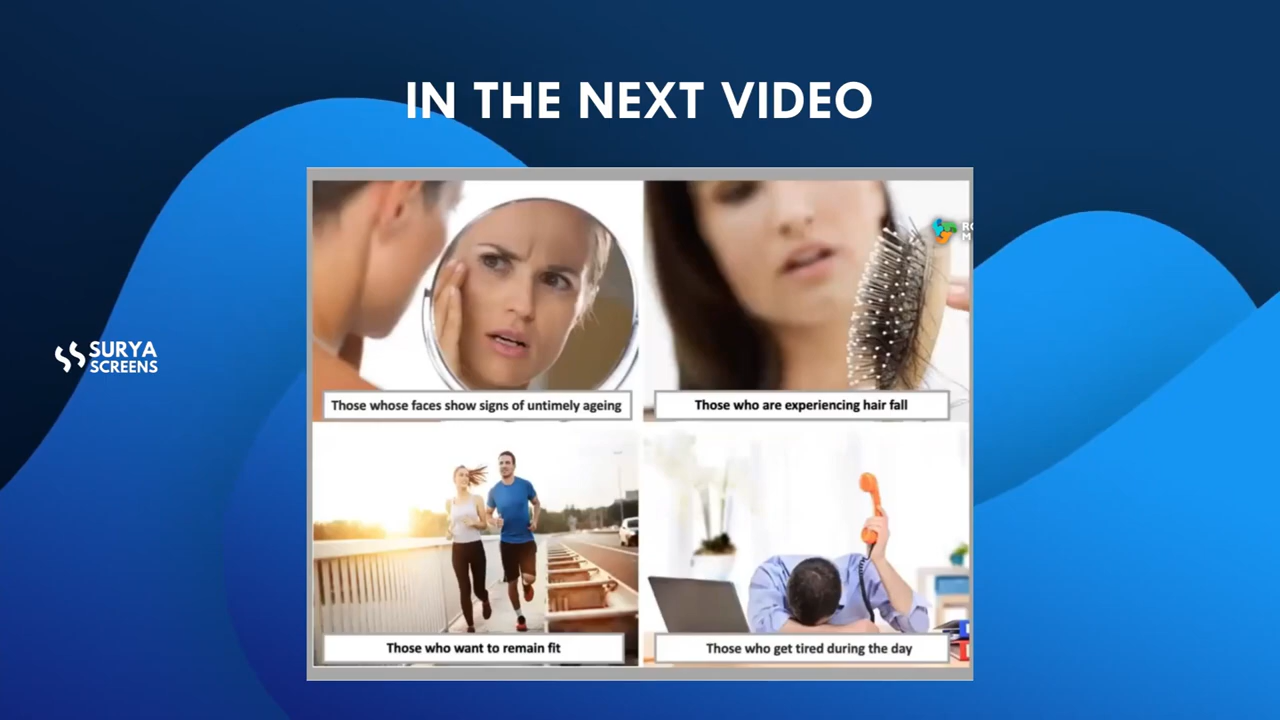 IN THE NEXT VIDEO
SURYA
SCREENS
Those whose faces show signs of untimely ageing
Those who are experiencing hair fall
Those who want to remain fit
Those who get tired during the day